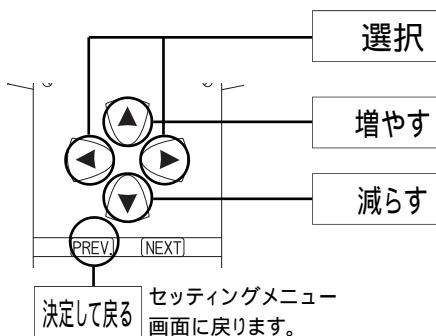 選択
増やす
減らす
PREV.
NEXT
決定して戻る
セッティングメニュー
画面に戻ります。